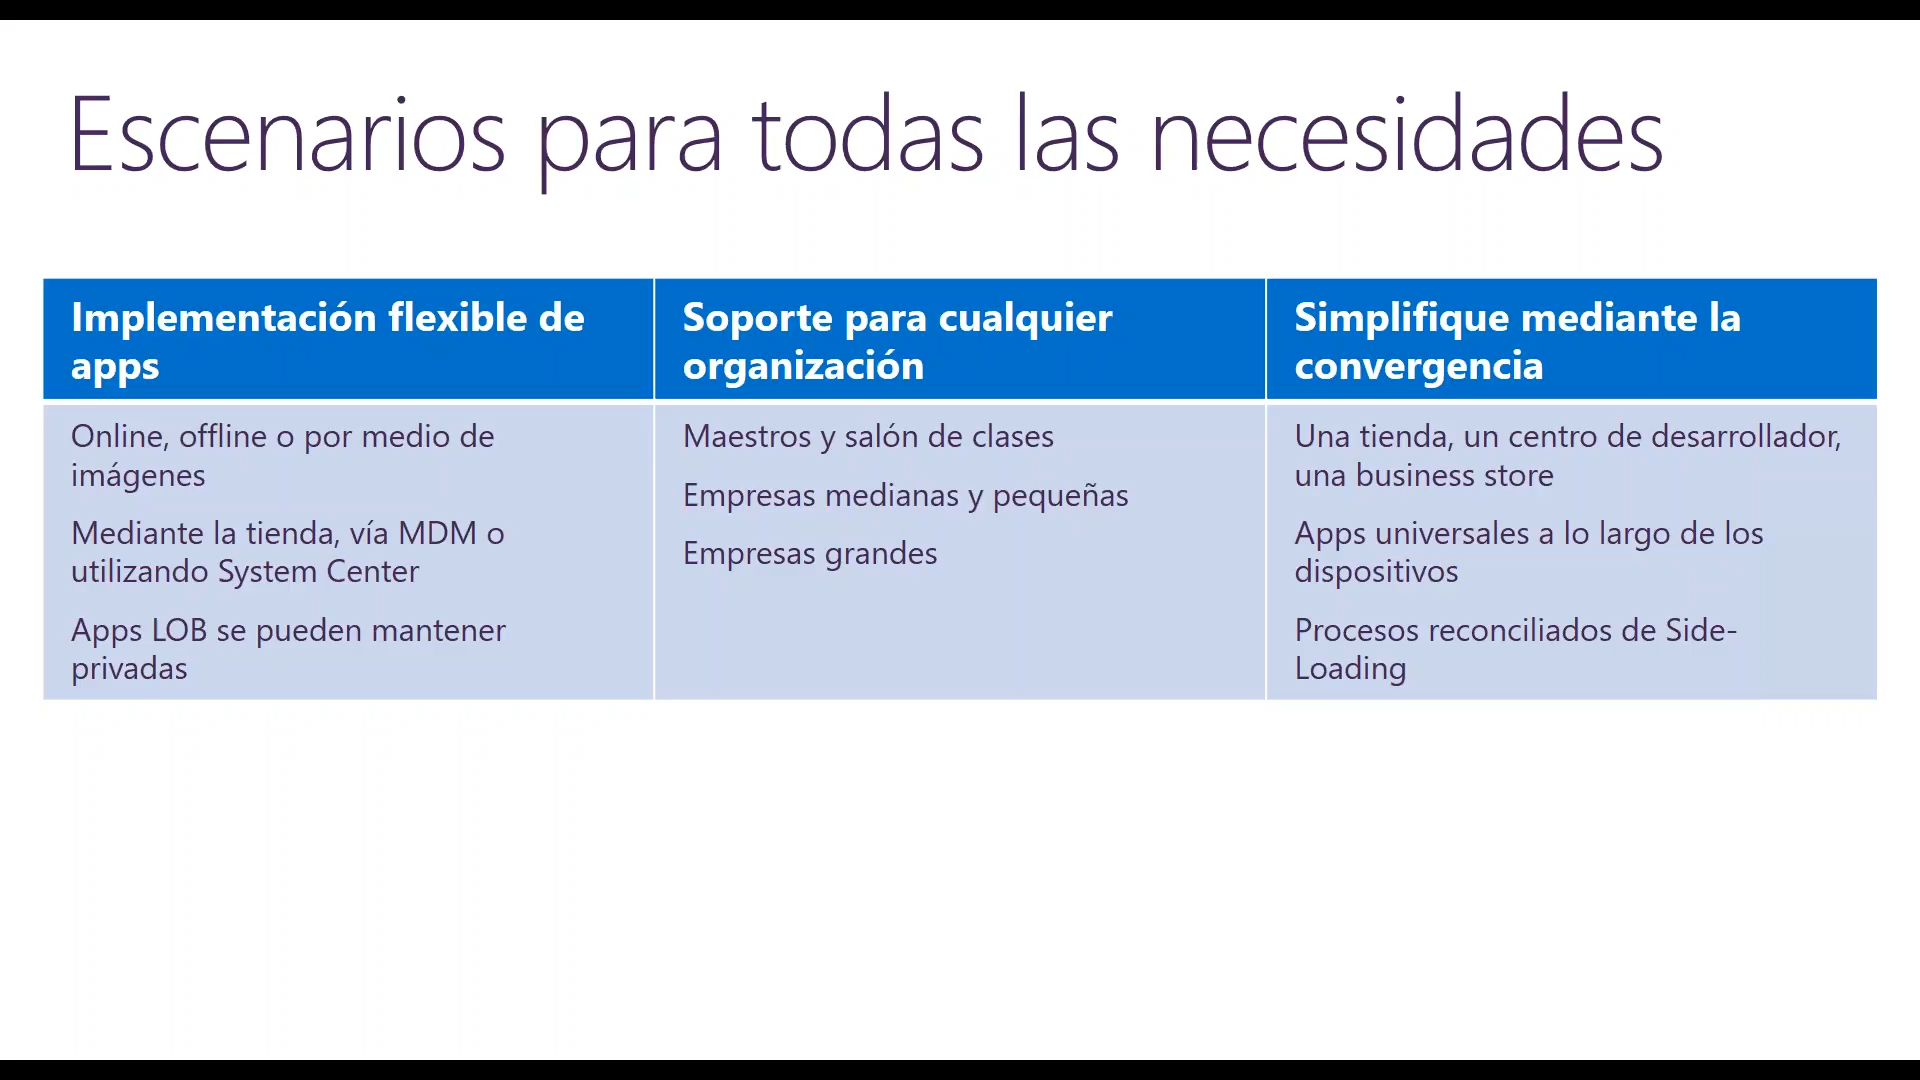 Escenarios para todas las necesidades
Implementación flexible de
apps
Soporte para cualquier
organización
Simplifique mediante la
convergencia
Online, offline o por medio de
imágenes
Mediante la tienda, vía MDM o
utilizando System Center
Apps LOB se pueden mantener
privadas
Maestros y salón de clases
Empresas medianas y pequeñas
Empresas grandes
Una tienda, un centro de desarrollador,
una business store
Apps universales a lo largo de los
dispositivos
Procesos reconciliados de Side-
Loading